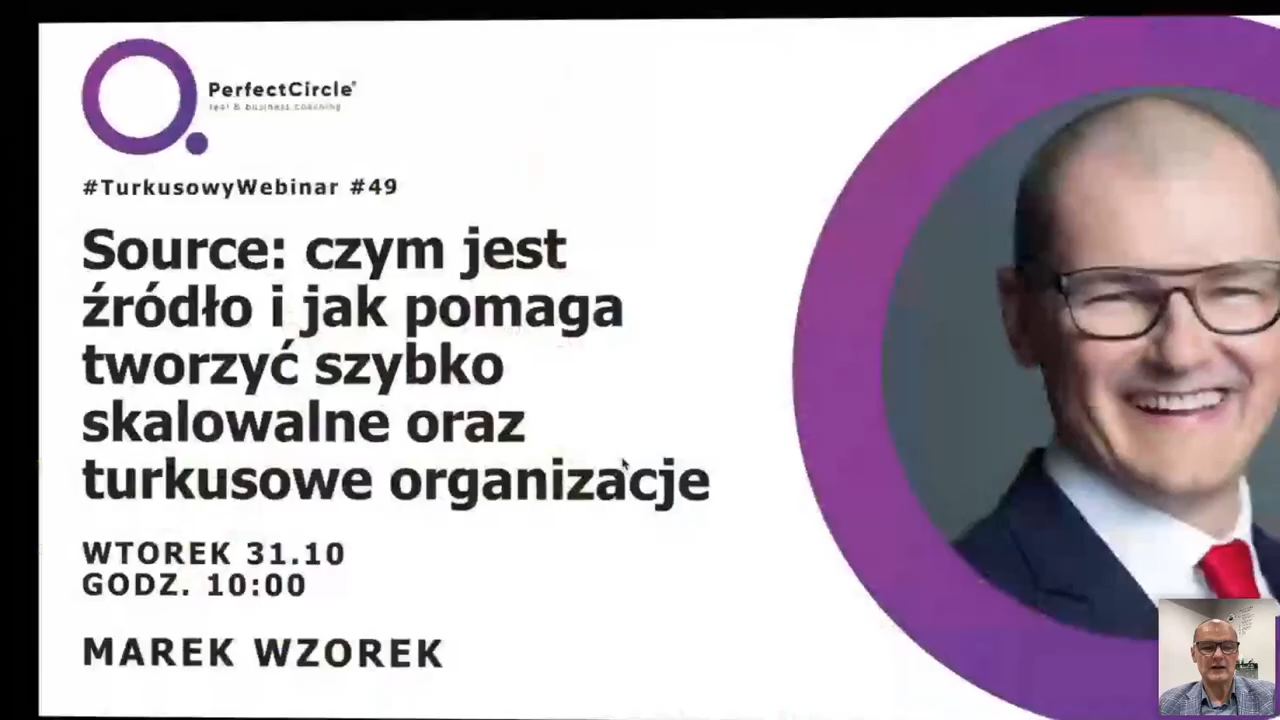 PerfectCircle®
#TurkusowyWebinar #49
Source: czym jest
źródło i jak pomaga
tworzyć szybko
skalowalne oraz
turkusowe organizacje
WTOREK 31.10
GODZ. 10:00
MAREK WZOREK